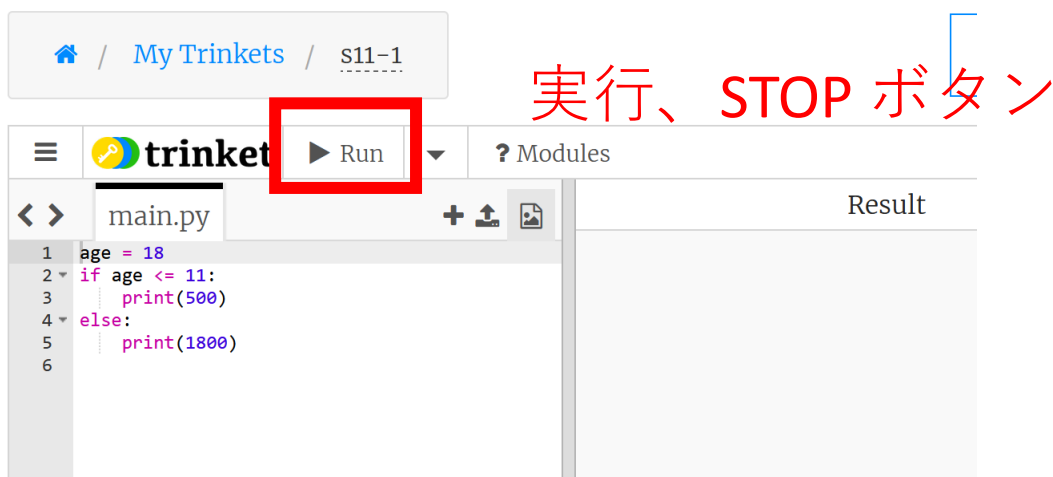 / My Trinkets / s11-1
実行、STOP ボタン
trinket Run ? Modules
main.py
Result
1 age = 18
2 if age <= 11:
3 print(500)
4 else:
5 print(1800)
6